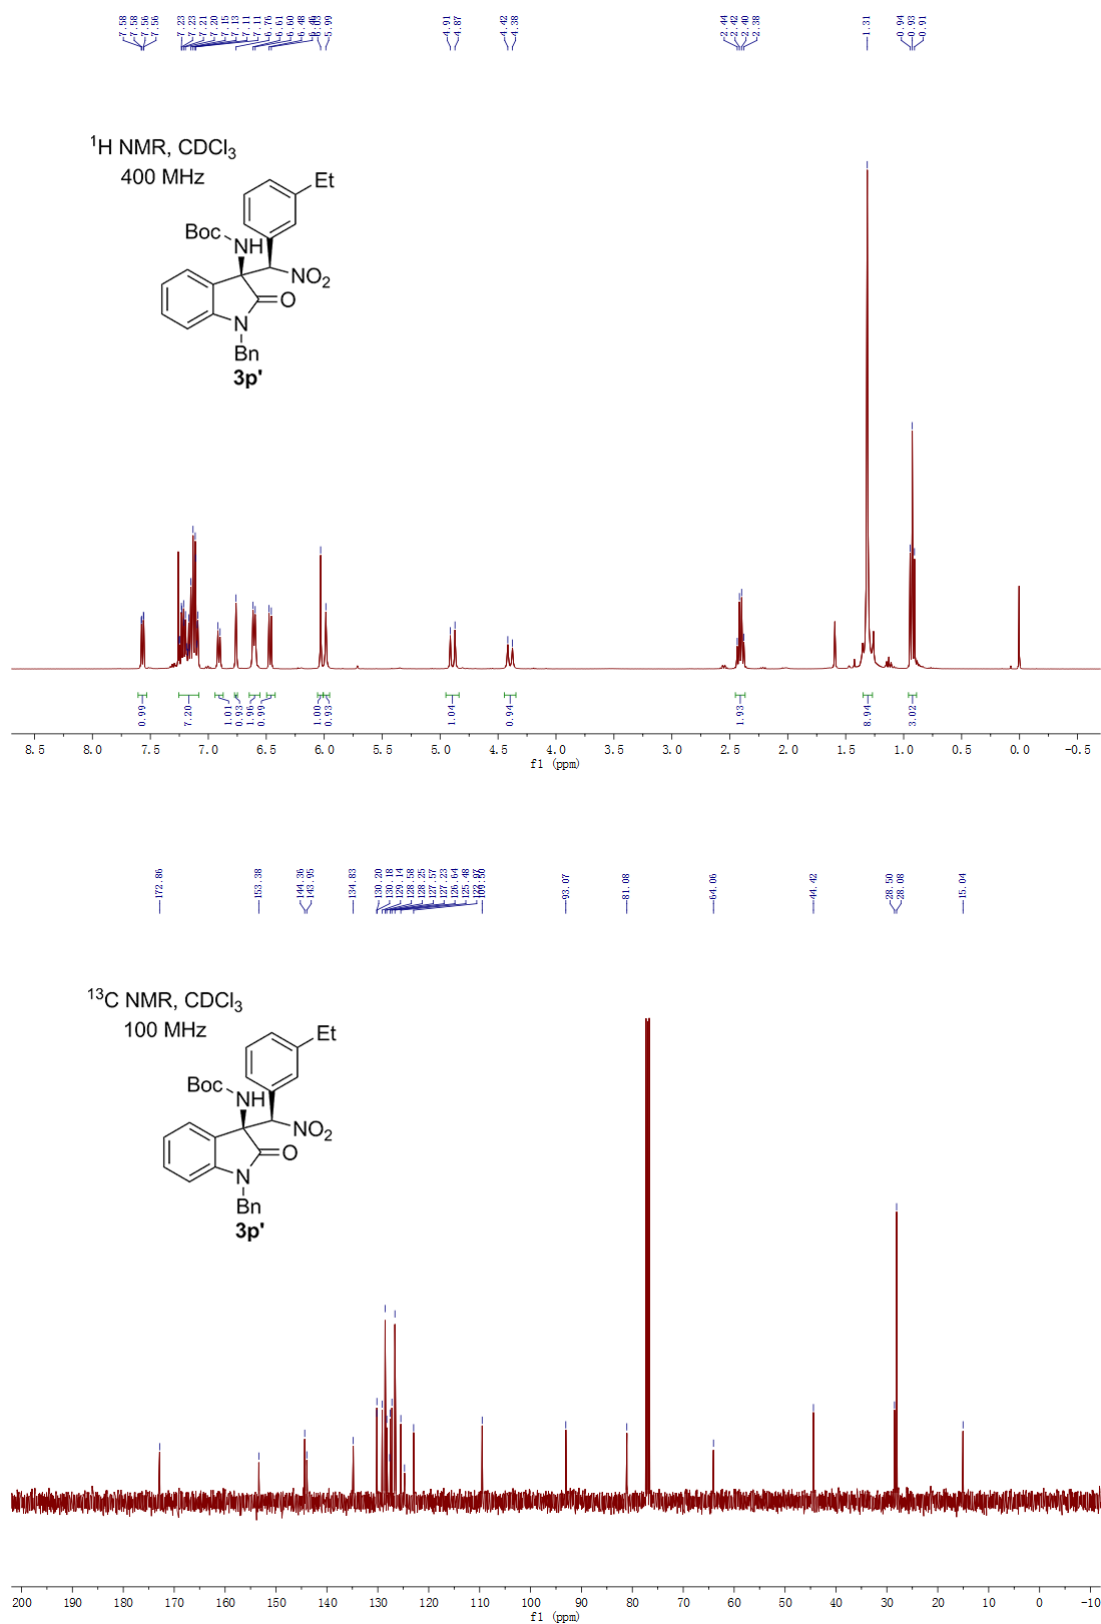 7.58 7.58 7.56 7.56 7.23 7.23 7.21 7.20 7.15 7.13 7.11 7.11 6.76 6.61 6.60 6.48 6.03 5.99 4.91 4.87 4.42 4.38 2.44 2.42 2.40 2.38 1.31 0.94 0.93 0.91
¹H NMR, CDCl₃
400 MHz
Et
Boc NH
NO₂
O
N
Bn
3p'
0.99 7.20 1.01 0.93 1.96 0.99 1.00 0.93 1.04 0.94 1.93 8.94 3.02
8.5 8.0 7.5 7.0 6.5 6.0 5.5 5.0 4.5 4.0 3.5 3.0 2.5 2.0 1.5 1.0 0.5 0.0 -0.5
f1 (ppm)
172.86 153.38 144.36 143.95 134.83 130.20 130.18 129.14 128.58 128.25 127.57 127.23 126.64 125.48 93.07 81.08 64.06 44.42 28.50 28.08 15.04
¹³C NMR, CDCl₃
100 MHz
Et
Boc NH
NO₂
O
N
Bn
3p'
200 190 180 170 160 150 140 130 120 110 100 90 80 70 60 50 40 30 20 10 0 -10
f1 (ppm)